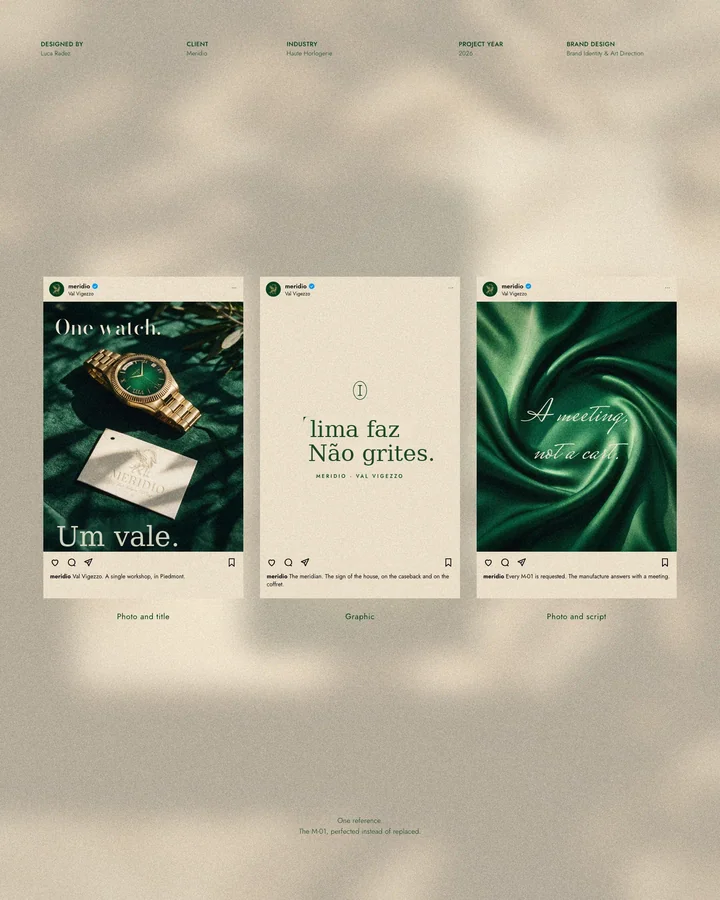 DESIGNED BY
Luca Radez
CLIENT
Meridio
INDUSTRY
Haute Horlogerie
PROJECT YEAR
2026
BRAND DESIGN
Brand Identity & Art Direction
meridio
Val Vigezzo
One watch.
MERIDIO
Um vale.
meridio Val Vigezzo. A single workshop, in Piedmont.
Photo and title
meridio
Val Vigezzo
lima faz
Não grites.
MERIDIO · VAL VIGEZZO
meridio The meridian. The sign of the house, on the caseback and on the
coffret.
Graphic
meridio
Val Vigezzo
A meeting,
not a cart.
meridio Every M-01 is requested. The manufacture answers with a meeting.
Photo and script
One reference.
The M-01, perfected instead of replaced.